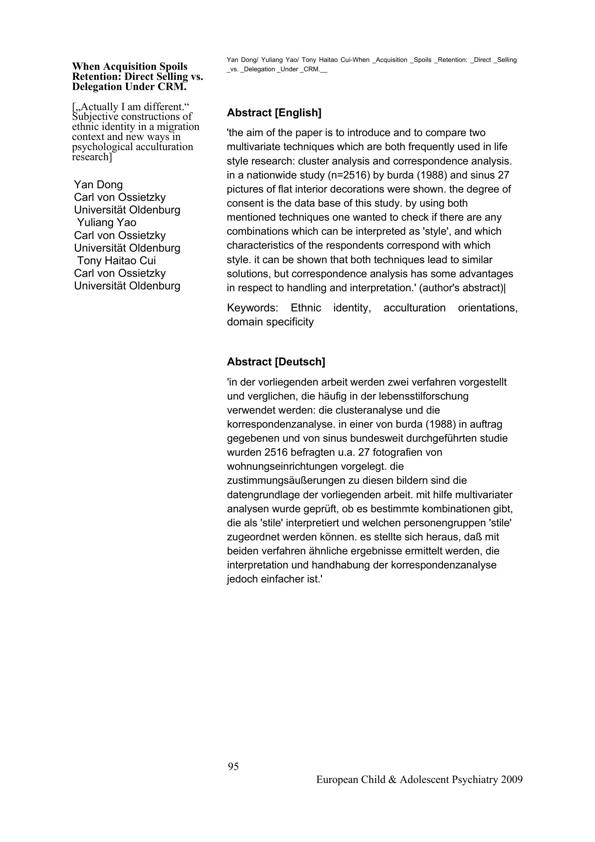 When Acquisition Spoils
Retention: Direct Selling vs.
Delegation Under CRM.
[„Actually I am different.“
Subjective constructions of
ethnic identity in a migration
context and new ways in
psychological acculturation
research]
Yan Dong
Carl von Ossietzky
Universität Oldenburg
Yuliang Yao
Carl von Ossietzky
Universität Oldenburg
Tony Haitao Cui
Carl von Ossietzky
Universität Oldenburg
Yan Dong/ Yuliang Yao/ Tony Haitao Cui-When _Acquisition _Spoils _Retention: _Direct _Selling
_vs. _Delegation _Under _CRM.__
Abstract [English]
'the aim of the paper is to introduce and to compare two
multivariate techniques which are both frequently used in life
style research: cluster analysis and correspondence analysis.
in a nationwide study (n=2516) by burda (1988) and sinus 27
pictures of flat interior decorations were shown. the degree of
consent is the data base of this study. by using both
mentioned techniques one wanted to check if there are any
combinations which can be interpreted as 'style', and which
characteristics of the respondents correspond with which
style. it can be shown that both techniques lead to similar
solutions, but correspondence analysis has some advantages
in respect to handling and interpretation.' (author's abstract)|
Keywords: Ethnic identity, acculturation orientations,
domain specificity
Abstract [Deutsch]
'in der vorliegenden arbeit werden zwei verfahren vorgestellt
und verglichen, die häufig in der lebensstilforschung
verwendet werden: die clusteranalyse und die
korrespondenzanalyse. in einer von burda (1988) in auftrag
gegebenen und von sinus bundesweit durchgeführten studie
wurden 2516 befragten u.a. 27 fotografien von
wohnungseinrichtungen vorgelegt. die
zustimmungsäußerungen zu diesen bildern sind die
datengrundlage der vorliegenden arbeit. mit hilfe multivariater
analysen wurde geprüft, ob es bestimmte kombinationen gibt,
die als 'stile' interpretiert und welchen personengruppen 'stile'
zugeordnet werden können. es stellte sich heraus, daß mit
beiden verfahren ähnliche ergebnisse ermittelt werden, die
interpretation und handhabung der korrespondenzanalyse
jedoch einfacher ist.'
95
European Child & Adolescent Psychiatry 2009